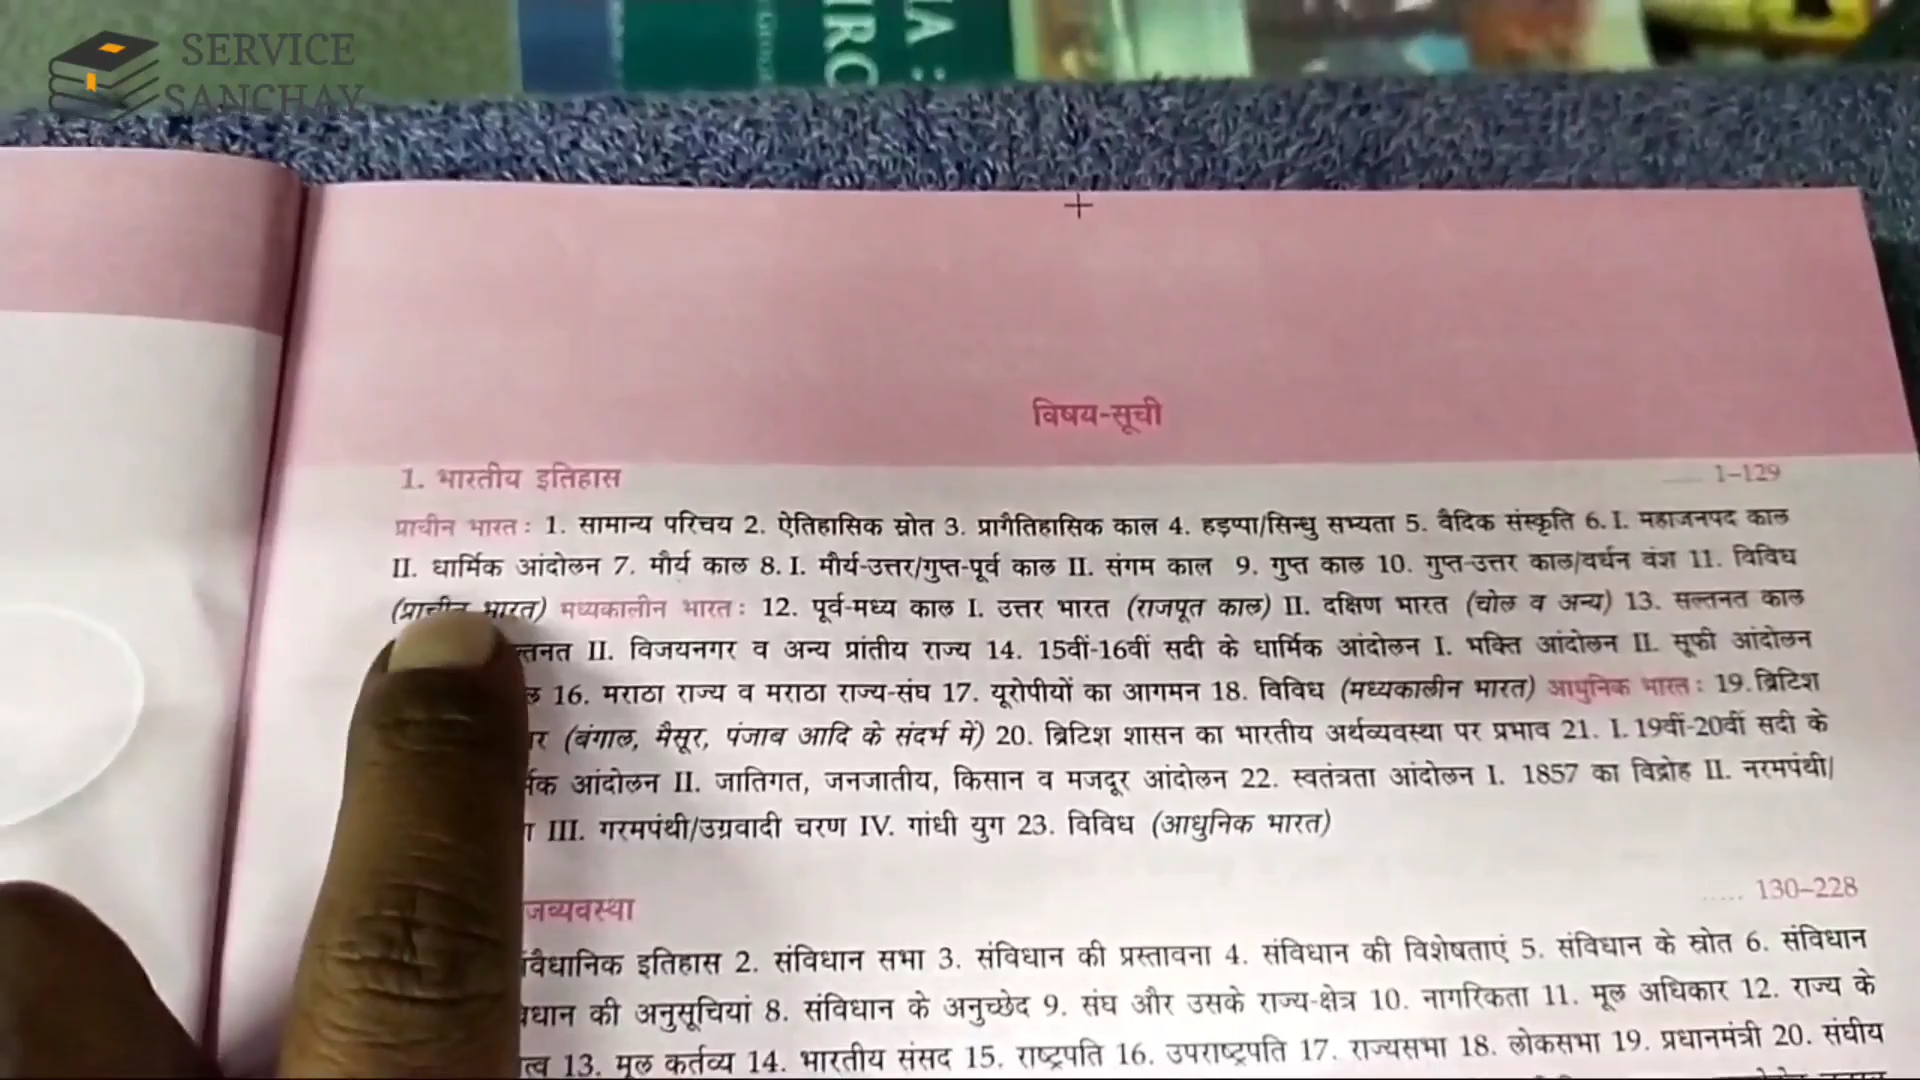 SERVICE
SANCHAY
विषय-सूची
1. भारतीय इतिहास 1–129
प्राचीन भारत: 1. सामान्य परिचय 2. ऐतिहासिक स्रोत 3. प्रागैतिहासिक काल 4. हड़प्पा/सिन्धु सभ्यता 5. वैदिक संस्कृति 6. I. महाजनपद काल
II. धार्मिक आंदोलन 7. मौर्य काल 8. I. मौर्य-उत्तर/गुप्त-पूर्व काल II. संगम काल 9. गुप्त काल 10. गुप्त-उत्तर काल/वर्धन वंश 11. विविध
(प्राचीन भारत) मध्यकालीन भारत: 12. पूर्व-मध्य काल I. उत्तर भारत (राजपूत काल) II. दक्षिण भारत (चोल व अन्य) 13. सल्तनत काल
II. विजयनगर व अन्य प्रांतीय राज्य 14. 15वीं-16वीं सदी के धार्मिक आंदोलन I. भक्ति आंदोलन II. सूफी आंदोलन
16. मराठा राज्य व मराठा राज्य-संघ 17. यूरोपीयों का आगमन 18. विविध (मध्यकालीन भारत) आधुनिक भारत: 19. ब्रिटिश
(बंगाल, मैसूर, पंजाब आदि के संदर्भ में) 20. ब्रिटिश शासन का भारतीय अर्थव्यवस्था पर प्रभाव 21. I. 19वीं-20वीं सदी के
आंदोलन II. जातिगत, जनजातीय, किसान व मजदूर आंदोलन 22. स्वतंत्रता आंदोलन I. 1857 का विद्रोह II. नरमपंथी/
III. गरमपंथी/उग्रवादी चरण IV. गांधी युग 23. विविध (आधुनिक भारत)
130–228
इतिहास 2. संविधान सभा 3. संविधान की प्रस्तावना 4. संविधान की विशेषताएं 5. संविधान के स्रोत 6. संविधान
की अनुसूचियां 8. संविधान के अनुच्छेद 9. संघ और उसके राज्य-क्षेत्र 10. नागरिकता 11. मूल अधिकार 12. राज्य के
13. मूल कर्तव्य 14. भारतीय संसद 15. राष्ट्रपति 16. उपराष्ट्रपति 17. राज्यसभा 18. लोकसभा 19. प्रधानमंत्री 20. संघीय